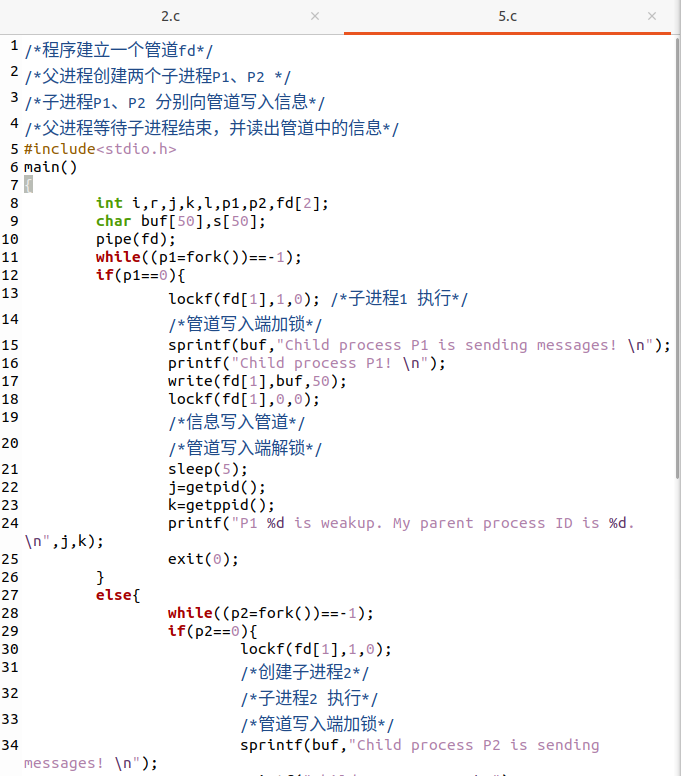 2.c × 5.c ×
1 /*程序建立一个管道fd*/
2 /*父进程创建两个子进程P1、P2 */
3 /*子进程P1、P2 分别向管道写入信息*/
4 /*父进程等待子进程结束，并读出管道中的信息*/
5 #include<stdio.h>
6 main()
7 {
8 int i,r,j,k,l,p1,p2,fd[2];
9 char buf[50],s[50];
10 pipe(fd);
11 while((p1=fork())==-1);
12 if(p1==0){
13 lockf(fd[1],1,0); /*子进程1 执行*/
14 /*管道写入端加锁*/
15 sprintf(buf,"Child process P1 is sending messages! \n");
16 printf("Child process P1! \n");
17 write(fd[1],buf,50);
18 lockf(fd[1],0,0);
19 /*信息写入管道*/
20 /*管道写入端解锁*/
21 sleep(5);
22 j=getpid();
23 k=getppid();
24 printf("P1 %d is weakup. My parent process ID is %d.
\n",j,k);
25 exit(0);
26 }
27 else{
28 while((p2=fork())==-1);
29 if(p2==0){
30 lockf(fd[1],1,0);
31 /*创建子进程2*/
32 /*子进程2 执行*/
33 /*管道写入端加锁*/
34 sprintf(buf,"Child process P2 is sending
messages! \n");